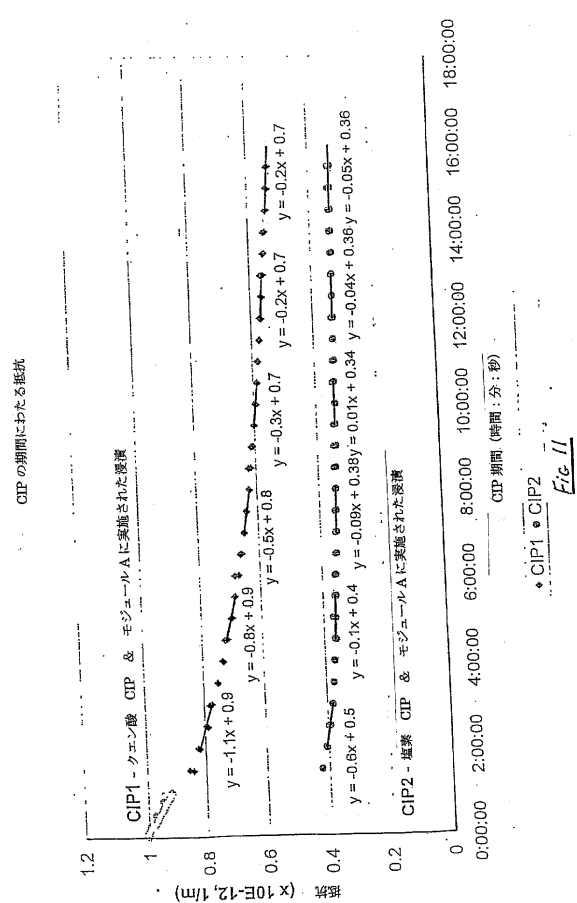 CIP の期間にわたる抵抗
CIP1 - クエン酸 CIP & モジュール A に実施された浸漬
y = -1.1x + 0.9
y = -0.8x + 0.9
y = -0.5x + 0.8
y = -0.3x + 0.7
y = -0.2x + 0.7
y = -0.2x + 0.7
y = -0.6x + 0.5
y = -0.1x + 0.4
y = -0.09x + 0.38
y = 0.01x + 0.34
y = -0.04x + 0.36
y = -0.05x + 0.36
CIP2 - 塩素 CIP & モジュール A に実施された浸漬
抵抗
(x 10E-12, 1/m)
1.2
1
0.8
0.6
0.4
0.2
0
0:00:00 2:00:00 4:00:00 6:00:00 8:00:00 10:00:00 12:00:00 14:00:00 16:00:00 18:00:00
CIP 期間 (時間 : 分 : 秒)
CIP1 CIP2
Fig 11